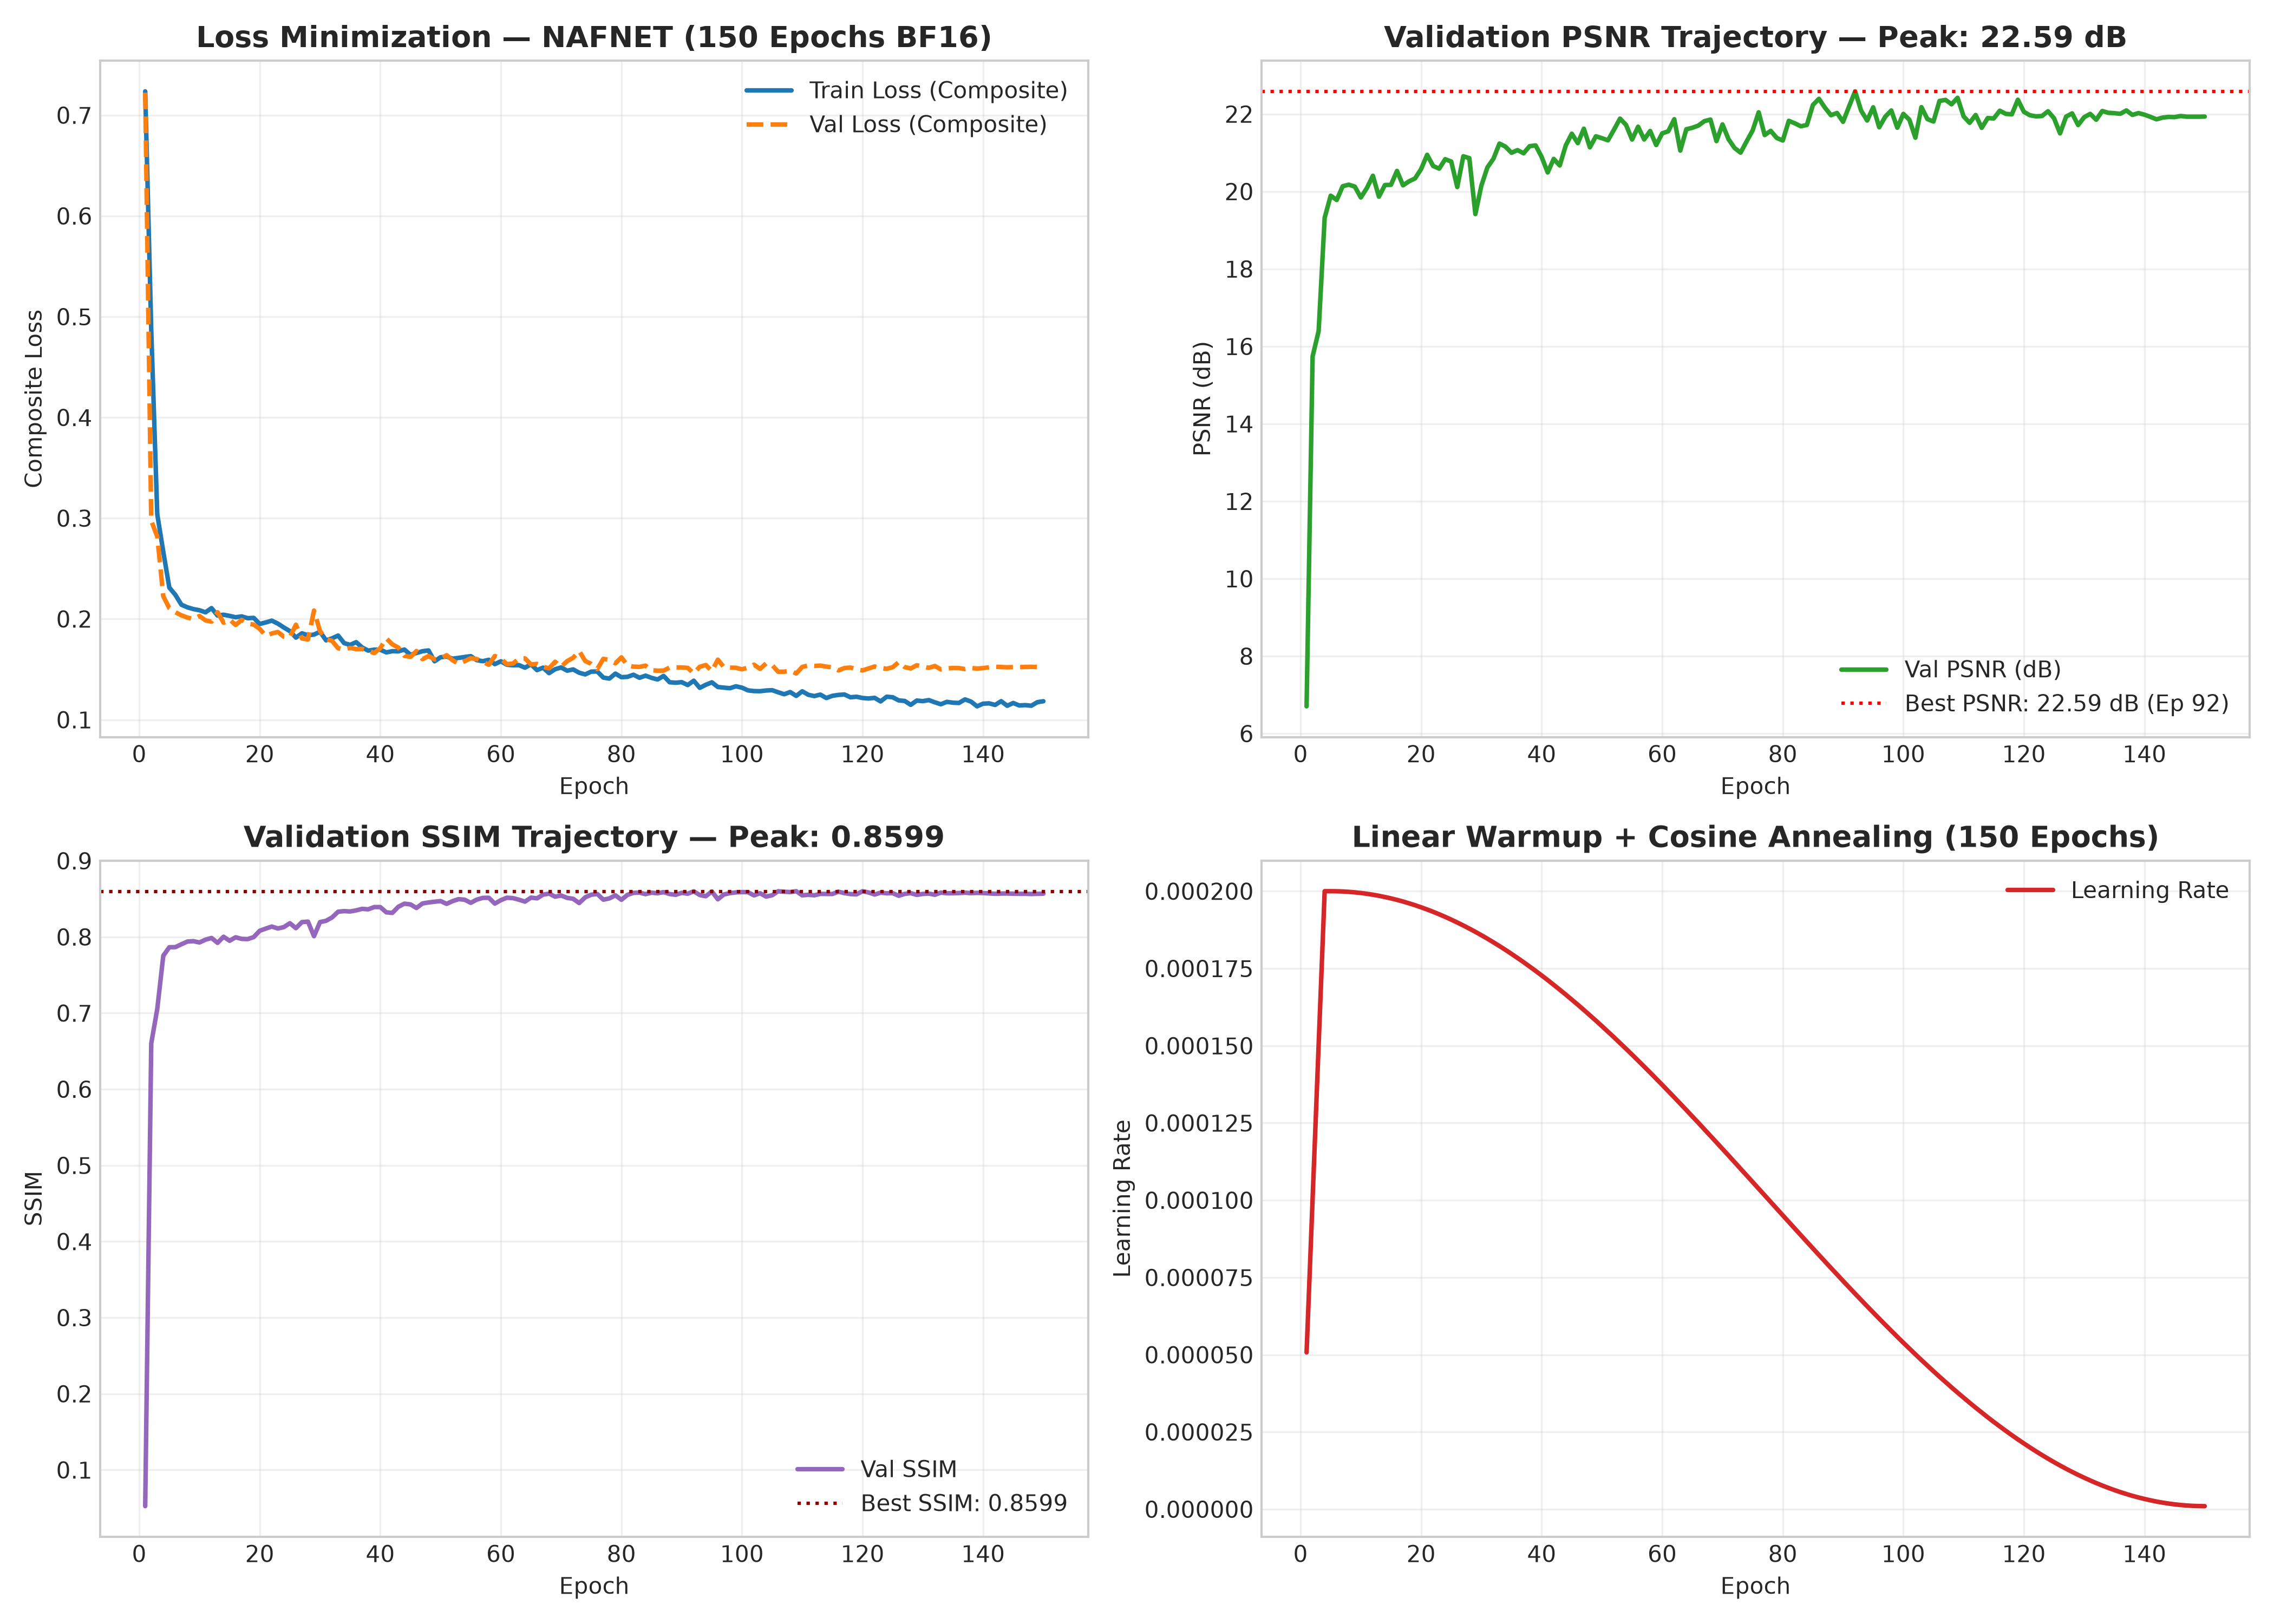 Loss Minimization — NAFNET (150 Epochs BF16)
Train Loss (Composite)
Val Loss (Composite)
Composite Loss
0.7
0.6
0.5
0.4
0.3
0.2
0.1
0 20 40 60 80 100 120 140
Epoch
Validation PSNR Trajectory — Peak: 22.59 dB
PSNR (dB)
22
20
18
16
14
12
10
8
6
Val PSNR (dB)
Best PSNR: 22.59 dB (Ep 92)
0 20 40 60 80 100 120 140
Epoch
Validation SSIM Trajectory — Peak: 0.8599
SSIM
0.9
0.8
0.7
0.6
0.5
0.4
0.3
0.2
0.1
Val SSIM
Best SSIM: 0.8599
0 20 40 60 80 100 120 140
Epoch
Linear Warmup + Cosine Annealing (150 Epochs)
Learning Rate
Learning Rate
0.000200
0.000175
0.000150
0.000125
0.000100
0.000075
0.000050
0.000025
0.000000
0 20 40 60 80 100 120 140
Epoch